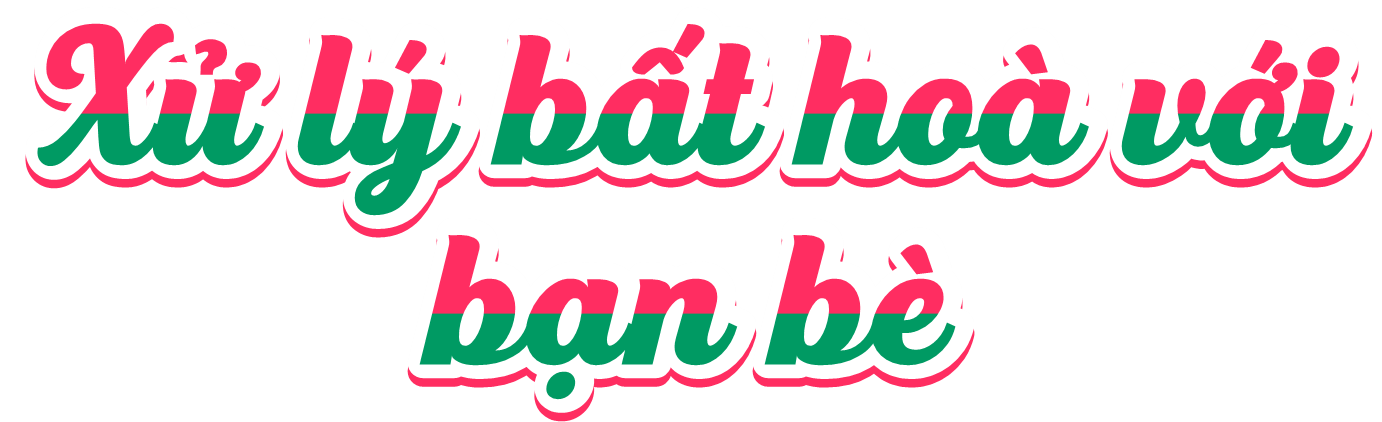 Xử lý bất hoà với
bạn bè